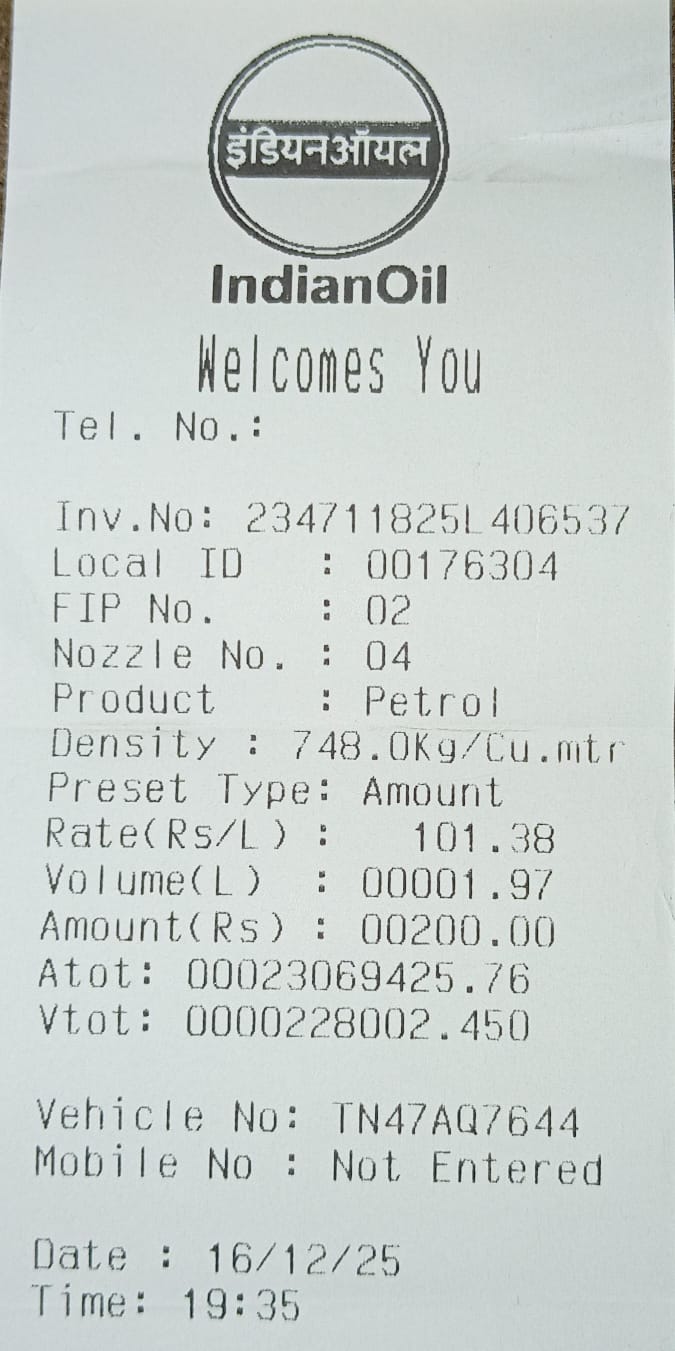 इंडियनऑयल
IndianOil
Welcomes You
Tel. No.:
Inv.No: 234711825L406537
Local ID : 00176304
FIP No. : 02
Nozzle No. : 04
Product : Petrol
Density : 748.0Kg/Cu.mtr
Preset Type: Amount
Rate(Rs/L) : 101.38
Volume(L) : 00001.97
Amount(Rs) : 00200.00
Atot: 00023069425.76
Vtot: 0000228002.450
Vehicle No: TN47AQ7644
Mobile No : Not Entered
Date : 16/12/25
Time: 19:35